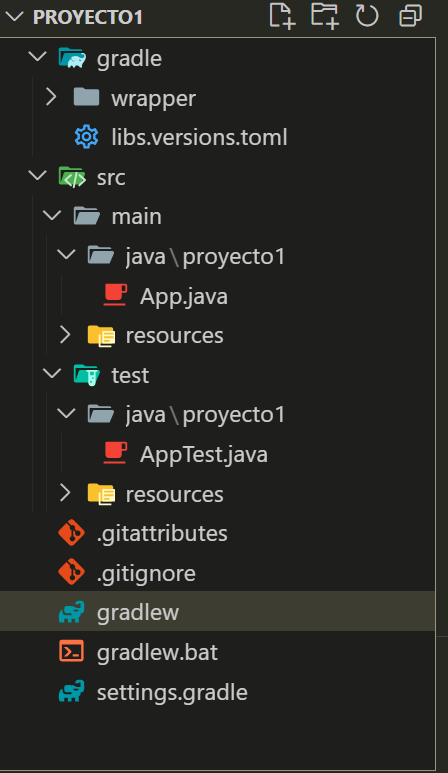 PROYECTO1
gradle
wrapper
libs.versions.toml
src
main
java\proyecto1
App.java
resources
test
java\proyecto1
AppTest.java
resources
.gitattributes
.gitignore
gradlew
gradlew.bat
settings.gradle